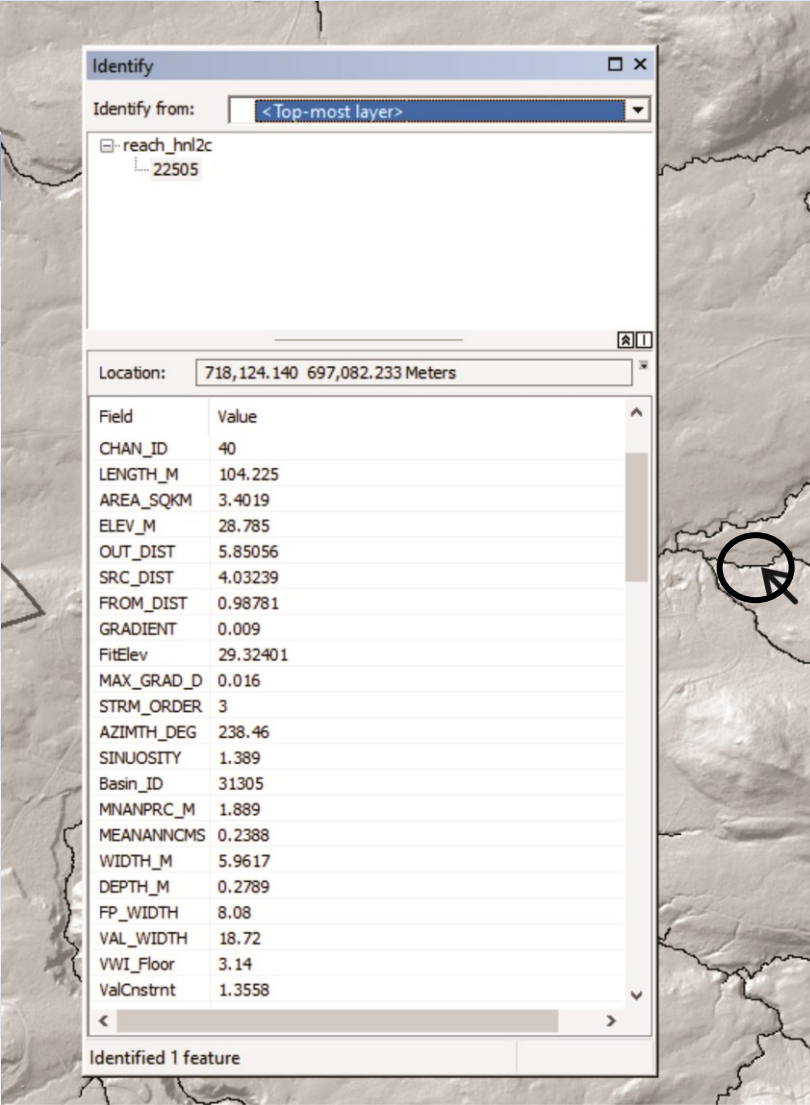 Identify
Identify from: <Top-most layer>
reach_hnl2c
22505
Location: 718,124.140 697,082.233 Meters
Field Value
CHAN_ID 40
LENGTH_M 104.225
AREA_SQKM 3.4019
ELEV_M 28.785
OUT_DIST 5.85056
SRC_DIST 4.03239
FROM_DIST 0.98781
GRADIENT 0.009
FitElev 29.32401
MAX_GRAD_D 0.016
STRM_ORDER 3
AZIMTH_DEG 238.46
SINUOSITY 1.389
Basin_ID 31305
MNANPRC_M 1.889
MEANANNCMS 0.2388
WIDTH_M 5.9617
DEPTH_M 0.2789
FP_WIDTH 8.08
VAL_WIDTH 18.72
VWI_Floor 3.14
ValCnstrnt 1.3558
Identified 1 feature